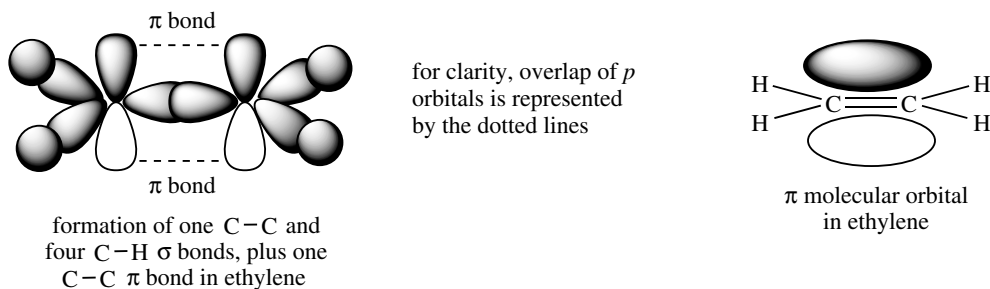 π bond
π bond
formation of one C–C and
four C–H σ bonds, plus one
C–C π bond in ethylene
for clarity, overlap of p
orbitals is represented
by the dotted lines
H H
C C
H H
π molecular orbital
in ethylene